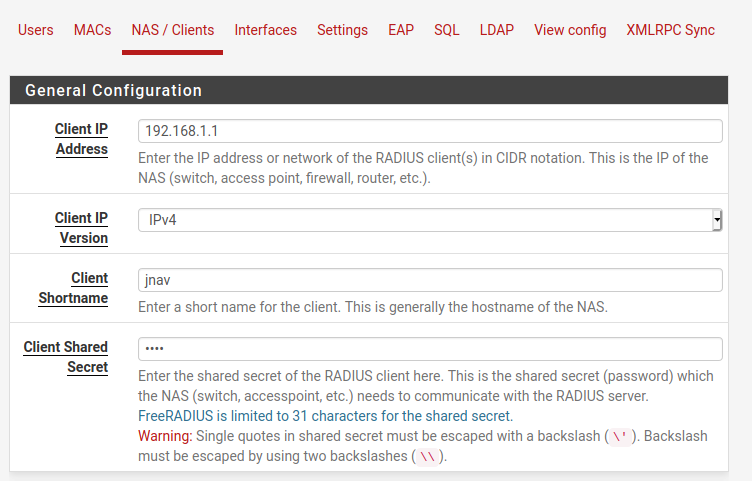 Users MACs NAS / Clients Interfaces Settings EAP SQL LDAP View config XMLRPC Sync
General Configuration
Client IP
Address
192.168.1.1
Enter the IP address or network of the RADIUS client(s) in CIDR notation. This is the IP of the
NAS (switch, access point, firewall, router, etc.).
Client IP
Version
IPv4
Client
Shortname
jnav
Enter a short name for the client. This is generally the hostname of the NAS.
Client Shared
Secret
••••
Enter the shared secret of the RADIUS client here. This is the shared secret (password) which
the NAS (switch, accesspoint, etc.) needs to communicate with the RADIUS server.
FreeRADIUS is limited to 31 characters for the shared secret.
Warning: Single quotes in shared secret must be escaped with a backslash ( \' ). Backslash
must be escaped by using two backslashes ( \\ ).